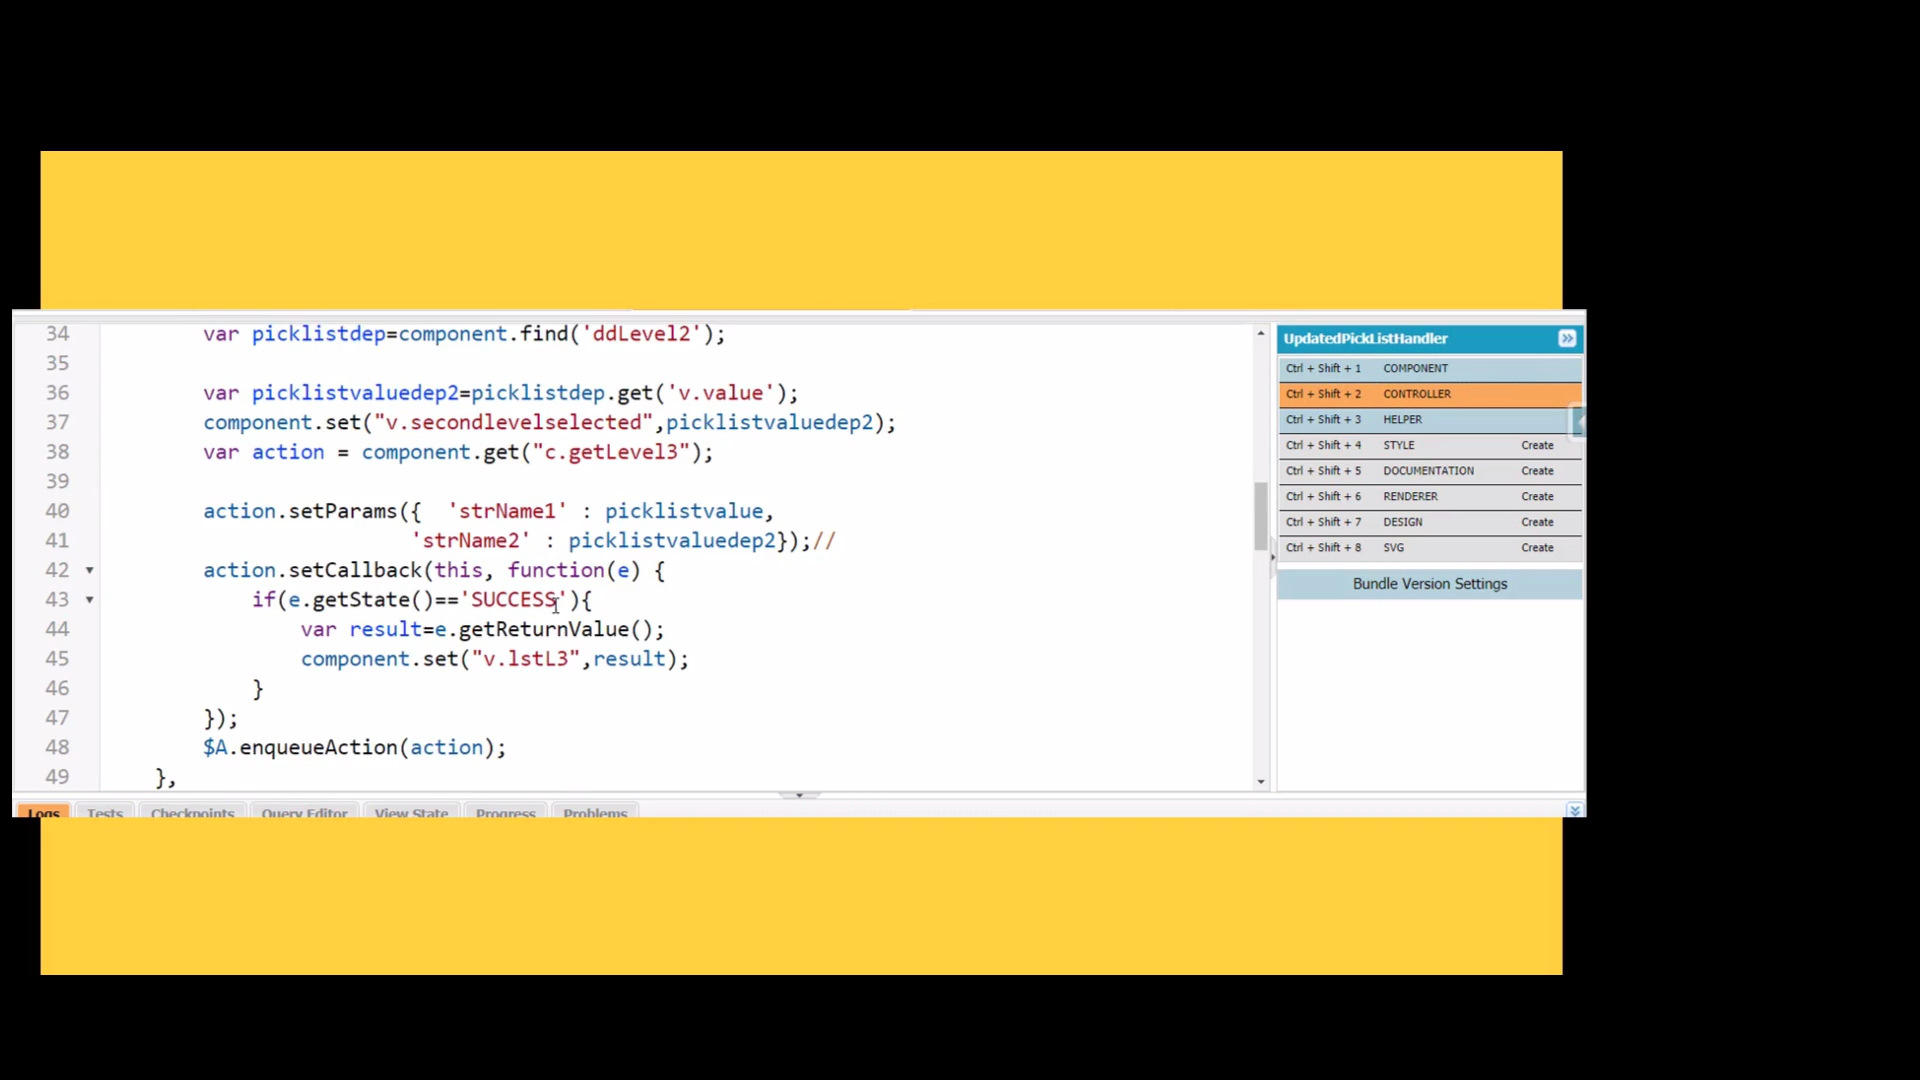 34 var picklistdep=component.find('ddLevel2');
35
36 var picklistvaluedep2=picklistdep.get('v.value');
37 component.set("v.secondlevelselected",picklistvaluedep2);
38 var action = component.get("c.getLevel3");
39
40 action.setParams({  'strName1' : picklistvalue,
41 'strName2' : picklistvaluedep2});//
42 action.setCallback(this, function(e) {
43 if(e.getState()=='SUCCESS'){
44 var result=e.getReturnValue();
45 component.set("v.lstL3",result);
46 }
47 });
48 $A.enqueueAction(action);
49 },
UpdatedPickListHandler
Ctrl + Shift + 1 COMPONENT
Ctrl + Shift + 2 CONTROLLER
Ctrl + Shift + 3 HELPER
Ctrl + Shift + 4 STYLE Create
Ctrl + Shift + 5 DOCUMENTATION Create
Ctrl + Shift + 6 RENDERER Create
Ctrl + Shift + 7 DESIGN Create
Ctrl + Shift + 8 SVG Create
Bundle Version Settings
Logs Tests Checkpoints Query Editor View State Progress Problems